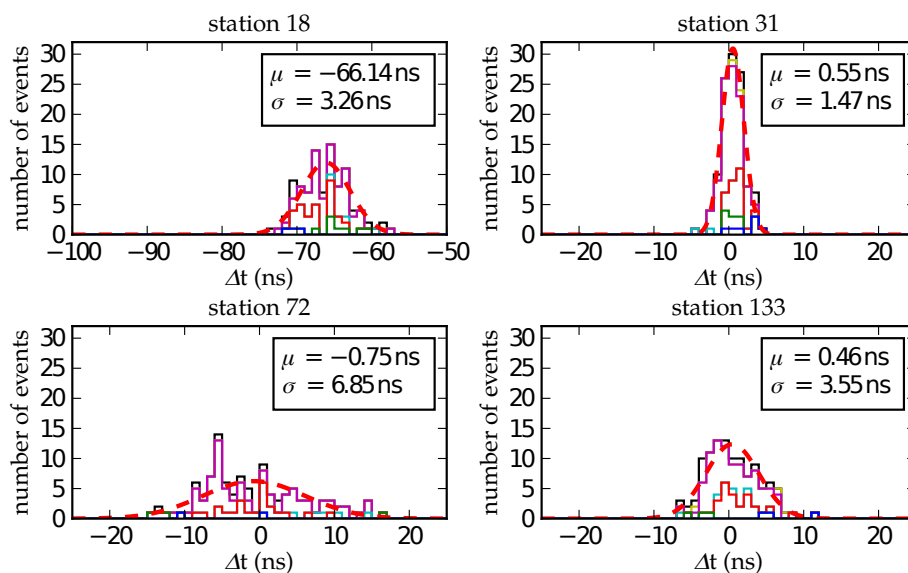 station 18
number of events
30
25
20
15
10
5
0
μ = −66.14 ns
σ = 3.26 ns
−100 −90 −80 −70 −60 −50
Δt (ns)
station 31
number of events
30
25
20
15
10
5
0
μ = 0.55 ns
σ = 1.47 ns
−20 −10 0 10 20
Δt (ns)
station 72
number of events
30
25
20
15
10
5
0
μ = −0.75 ns
σ = 6.85 ns
−20 −10 0 10 20
Δt (ns)
station 133
number of events
30
25
20
15
10
5
0
μ = 0.46 ns
σ = 3.55 ns
−20 −10 0 10 20
Δt (ns)